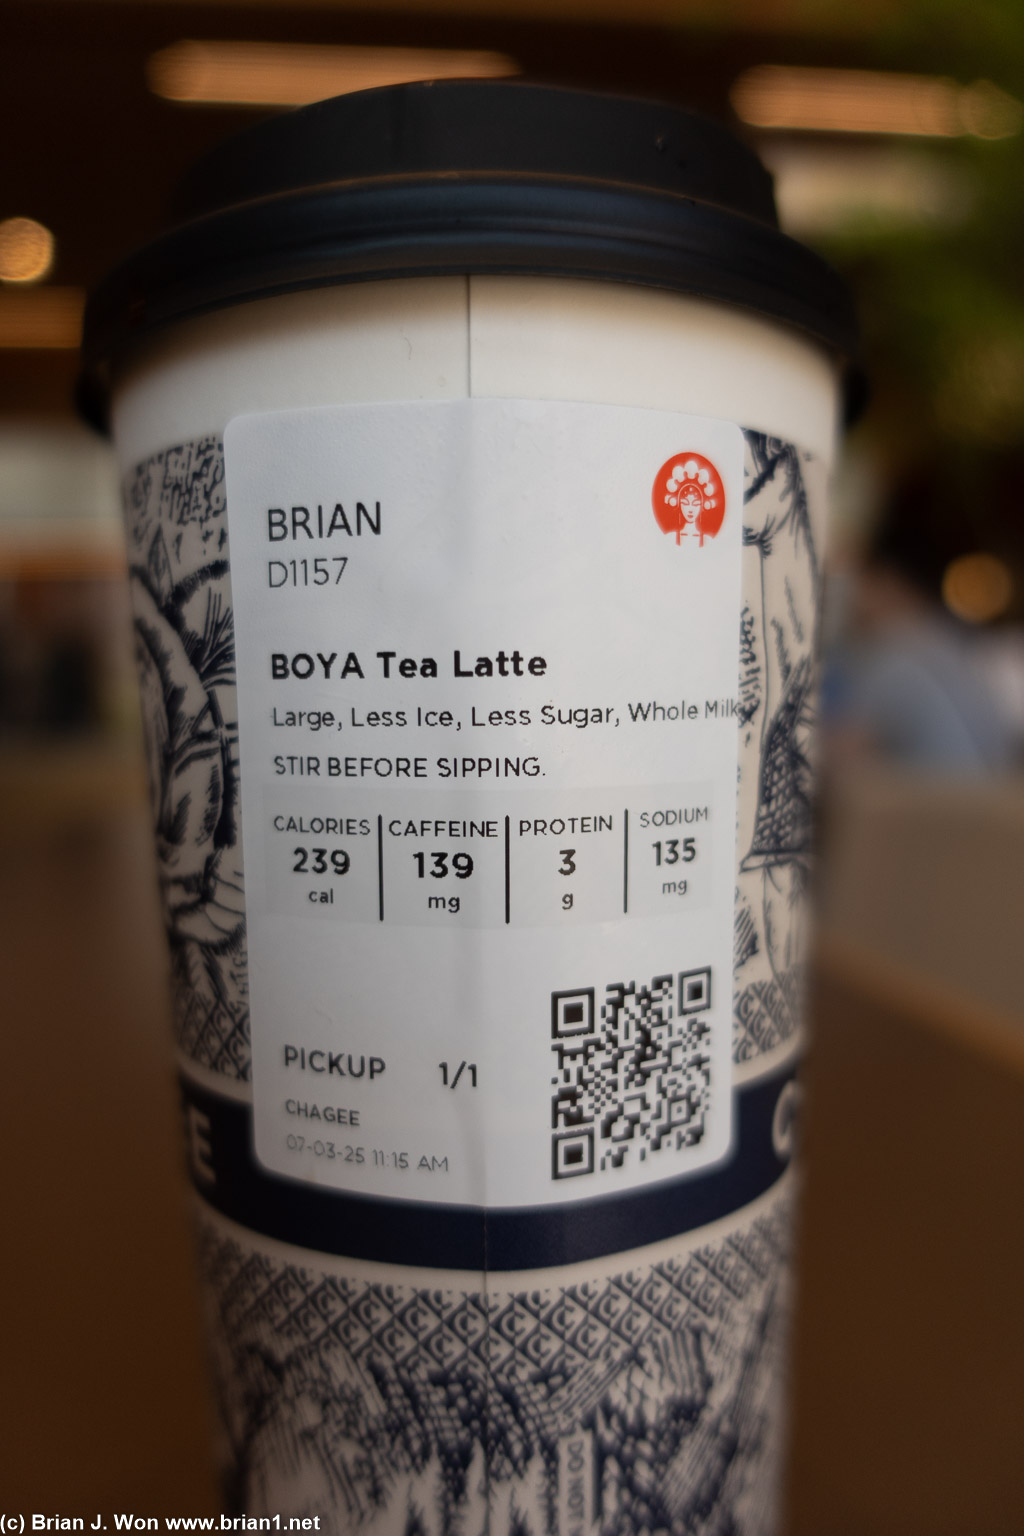 BRIAN
D1157
BOYA Tea Latte
Large, Less Ice, Less Sugar, Whole Milk
STIR BEFORE SIPPING.
CALORIES CAFFEINE PROTEIN SODIUM
239 139 3 135
cal mg g mg
PICKUP 1/1
CHAGEE
07-03-25 11:15 AM
E C
DO NOT
(c) Brian J. Won www.brian1.net